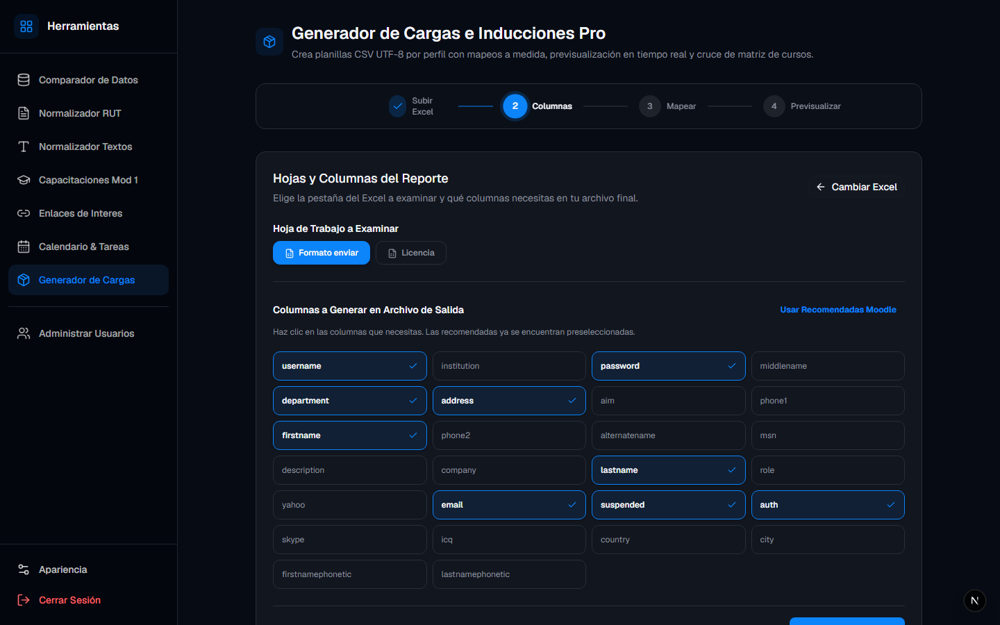 Herramientas
Comparador de Datos
Normalizador RUT
Normalizador Textos
Capacitaciones Mod 1
Enlaces de Interes
Calendario & Tareas
Generador de Cargas
Administrar Usuarios
Apariencia
Cerrar Sesión
Generador de Cargas e Inducciones Pro
Crea planillas CSV UTF-8 por perfil con mapeos a medida, previsualización en tiempo real y cruce de matriz de cursos.
Subir
Excel
2 Columnas
3 Mapear
4 Previsualizar
Hojas y Columnas del Reporte
Elige la pestaña del Excel a examinar y qué columnas necesitas en tu archivo final.
Cambiar Excel
Hoja de Trabajo a Examinar
Formato enviar
Licencia
Columnas a Generar en Archivo de Salida
Usar Recomendadas Moodle
Haz clic en las columnas que necesitas. Las recomendadas ya se encuentran preseleccionadas.
username institution password middlename
department address aim phone1
firstname phone2 alternatename msn
description company lastname role
yahoo email suspended auth
skype icq country city
firstnamephonetic lastnamephonetic
N